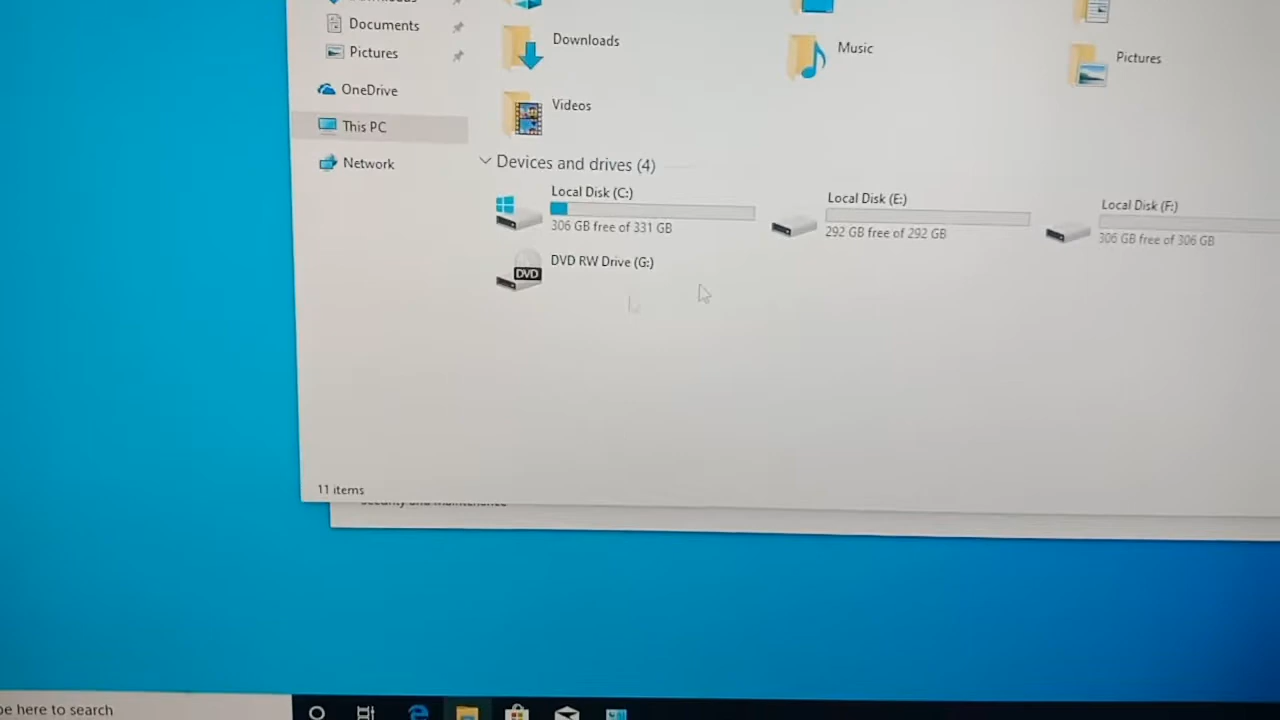 Documents
Pictures
OneDrive
This PC
Network
Downloads
Music
Pictures
Videos
Devices and drives (4)
Local Disk (C:)
306 GB free of 331 GB
Local Disk (E:)
292 GB free of 292 GB
Local Disk (F:)
306 GB free of 306 GB
DVD
DVD RW Drive (G:)
11 items
pe here to search